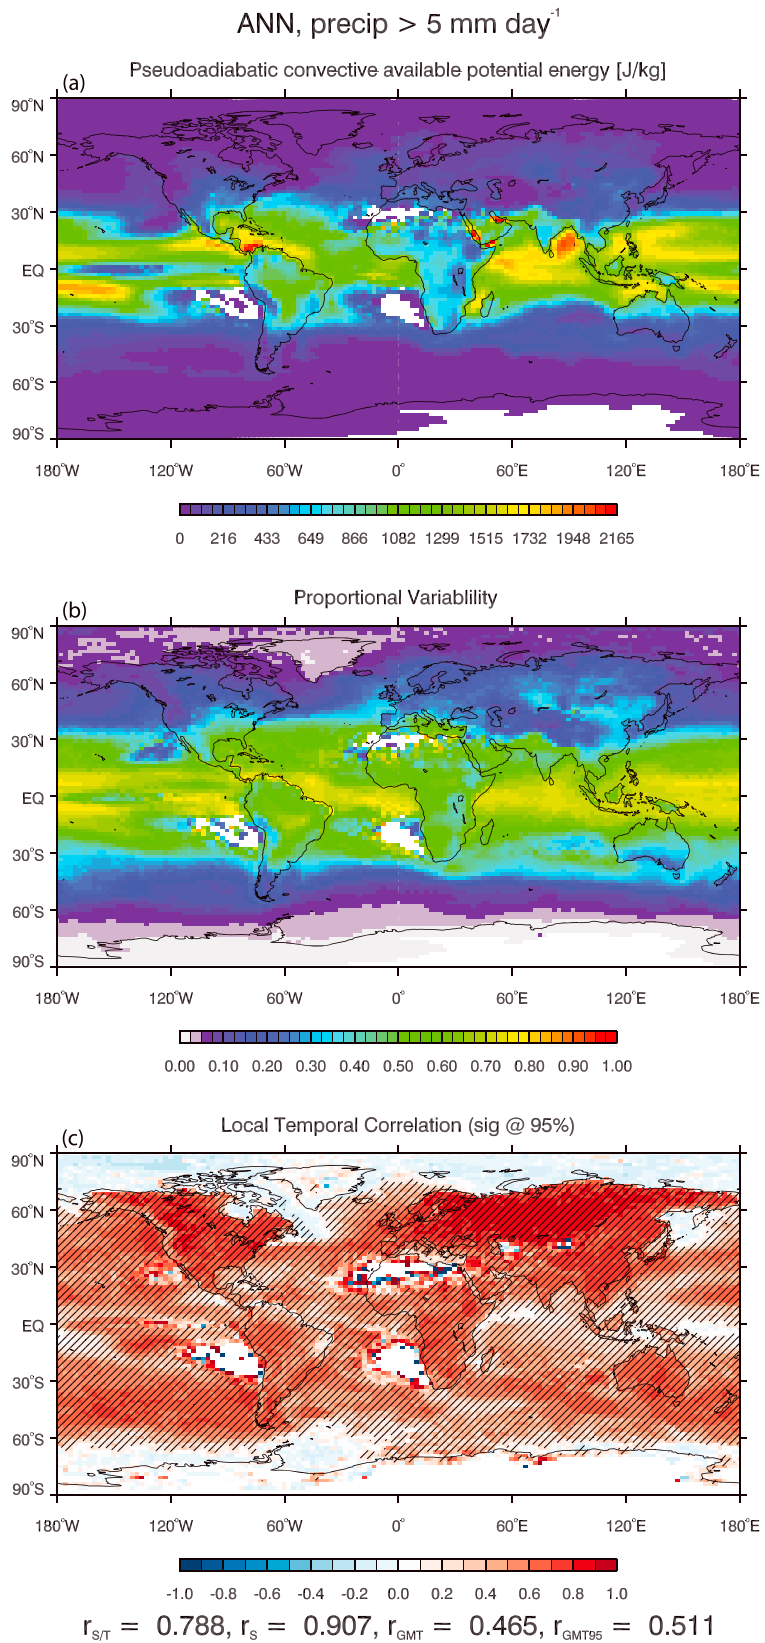 ANN, precip > 5 mm day-1
(a) Pseudoadiabatic convective available potential energy [J/kg]
90°N
60°N
30°N
EQ
30°S
60°S
90°S
180°W 120°W 60°W 0° 60°E 120°E 180°E
0 216 433 649 866 1082 1299 1515 1732 1948 2165
(b) Proportional Variablility
90°N
60°N
30°N
EQ
30°S
60°S
90°S
180°W 120°W 60°W 0° 60°E 120°E 180°E
0.00 0.10 0.20 0.30 0.40 0.50 0.60 0.70 0.80 0.90 1.00
(c) Local Temporal Correlation (sig @ 95%)
90°N
60°N
30°N
EQ
30°S
60°S
90°S
180°W 120°W 60°W 0° 60°E 120°E 180°E
-1.0 -0.8 -0.6 -0.4 -0.2 0.0 0.2 0.4 0.6 0.8 1.0
rS/T = 0.788, rS = 0.907, rGMT = 0.465, rGMT95 = 0.511